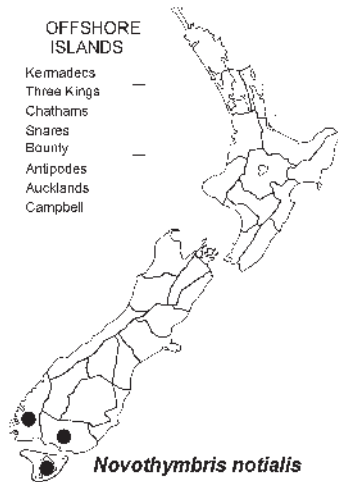 OFFSHORE
ISLANDS
Kermadecs
Three Kings
Chathams
Snares
Bounty
Antipodes
Aucklands
Campbell
Novothymbris notialis